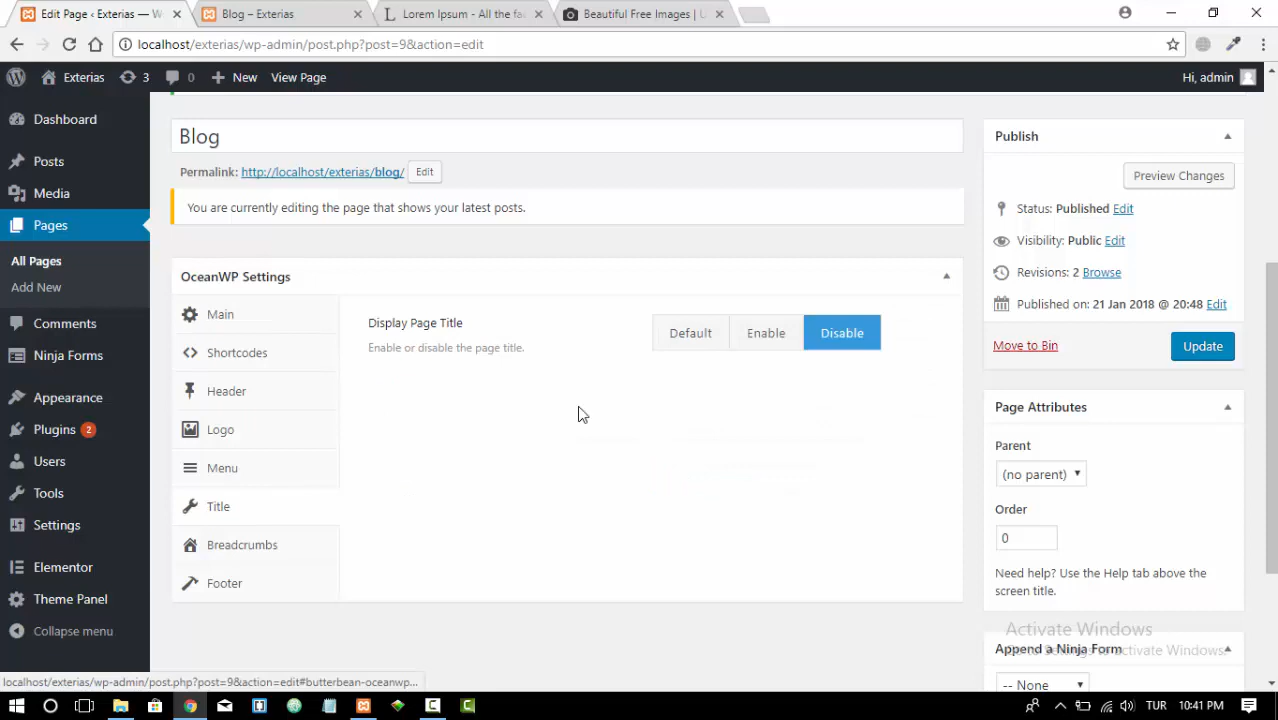 Edit Page ‹ Exterias — W
Blog – Exterias
Lorem Ipsum - All the fa
Beautiful Free Images | U
localhost/exterias/wp-admin/post.php?post=9&action=edit
Exterias
3
0
New
View Page
Hi, admin
Dashboard
Posts
Media
Pages
All Pages
Add New
Comments
Ninja Forms
Appearance
Plugins 2
Users
Tools
Settings
Elementor
Theme Panel
Collapse menu
Blog
Permalink: http://localhost/exterias/blog/ Edit
You are currently editing the page that shows your latest posts.
OceanWP Settings
Main
Shortcodes
Header
Logo
Menu
Title
Breadcrumbs
Footer
Display Page Title
Enable or disable the page title.
Default Enable Disable
Publish
Preview Changes
Status: Published Edit
Visibility: Public Edit
Revisions: 2 Browse
Published on: 21 Jan 2018 @ 20:48 Edit
Move to Bin
Update
Page Attributes
Parent
(no parent)
Order
0
Need help? Use the Help tab above the
screen title.
Activate Windows
Append a Ninja Form
Go to Settings to activate Windows.
-- None
localhost/exterias/wp-admin/post.php?post=9&action=edit#butterbean-oceanwp...
TUR 10:41 PM